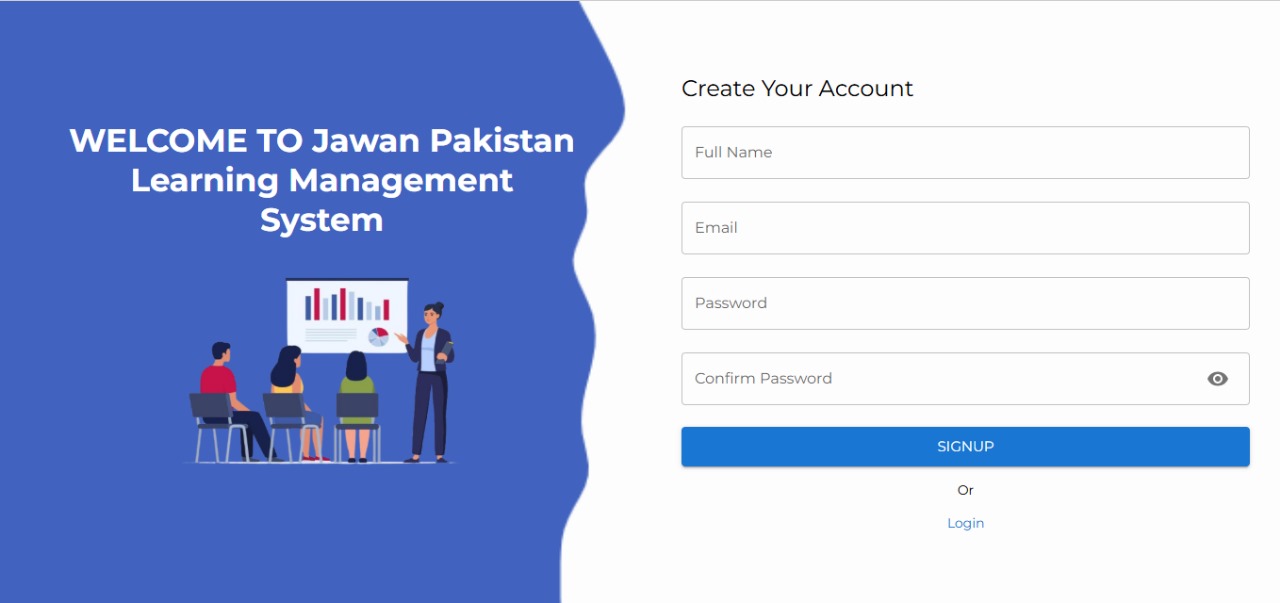 WELCOME TO Jawan Pakistan
Learning Management
System
Create Your Account
Full Name
Email
Password
Confirm Password
SIGNUP
Or
Login